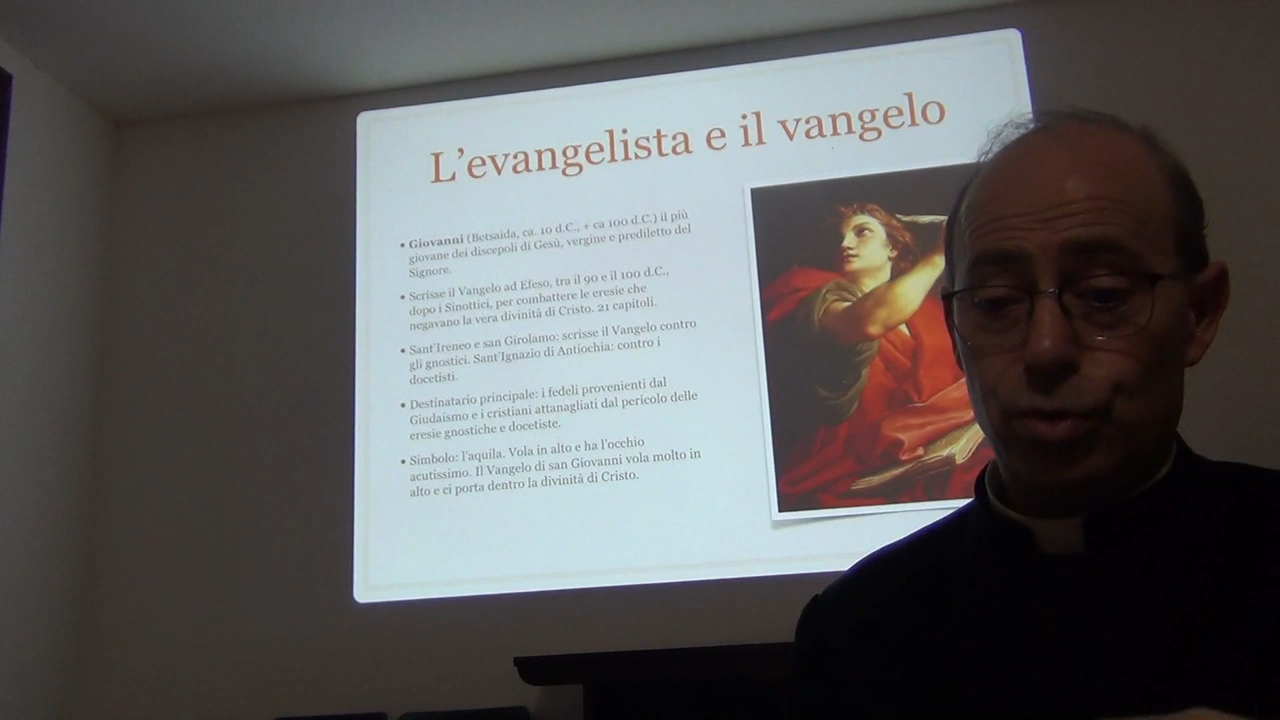 L'evangelista e il vangelo
• Giovanni (Betsaida, ca. 10 d.C., + ca 100 d.C.) il più
giovane dei discepoli di Gesù, vergine e prediletto del
Signore.
• Scrisse il Vangelo ad Efeso, tra il 90 e il 100 d.C.,
dopo i Sinottici, per combattere le eresie che
negavano la vera divinità di Cristo. 21 capitoli.
• Sant'Ireneo e san Girolamo: scrisse il Vangelo contro
gli gnostici. Sant'Ignazio di Antiochia: contro i
docetisti.
• Destinatario principale: i fedeli provenienti dal
Giudaismo e i cristiani attanagliati dal pericolo delle
eresie gnostiche e docetiste.
• Simbolo: l'aquila. Vola in alto e ha l'occhio
acutissimo. Il Vangelo di san Giovanni vola molto in
alto e ci porta dentro la divinità di Cristo.